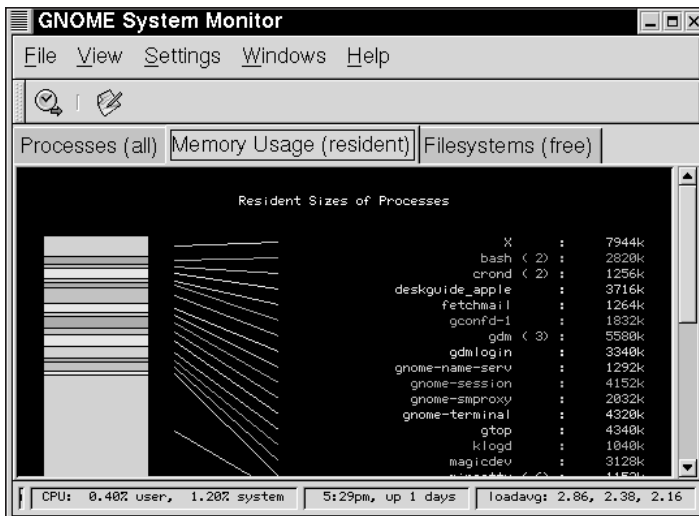 GNOME System Monitor
File View Settings Windows Help
Processes (all) Memory Usage (resident) Filesystems (free)
Resident Sizes of Processes
X : 7944k
bash ( 2) : 2820k
crond ( 2) : 1256k
deskguide_apple : 3716k
fetchmail : 1264k
gconfd-1 : 1832k
gdm ( 3) : 5580k
gdmlogin : 3340k
gnome-name-serv : 1292k
gnome-session : 4152k
gnome-smproxy : 2032k
gnome-terminal : 4320k
gtop : 4340k
klogd : 1040k
magicdev : 3128k
CPU: 0.40% user, 1.20% system 5:29pm, up 1 days loadavg: 2.86, 2.38, 2.16